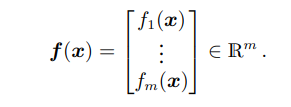 f(x) = [ f₁(x)
⋮
fₘ(x) ] ∈ ℝᵐ .